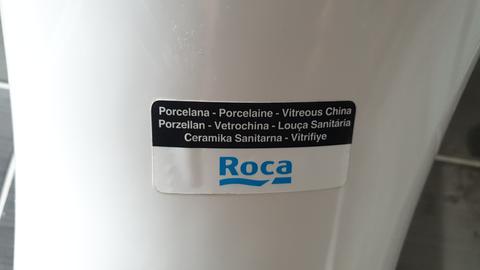 Porcelana - Porcelaine - Vitreous China
Porzellan - Vetrochina - Louça Sanitária
Ceramika Sanitarna - Vitrifiye
Roca